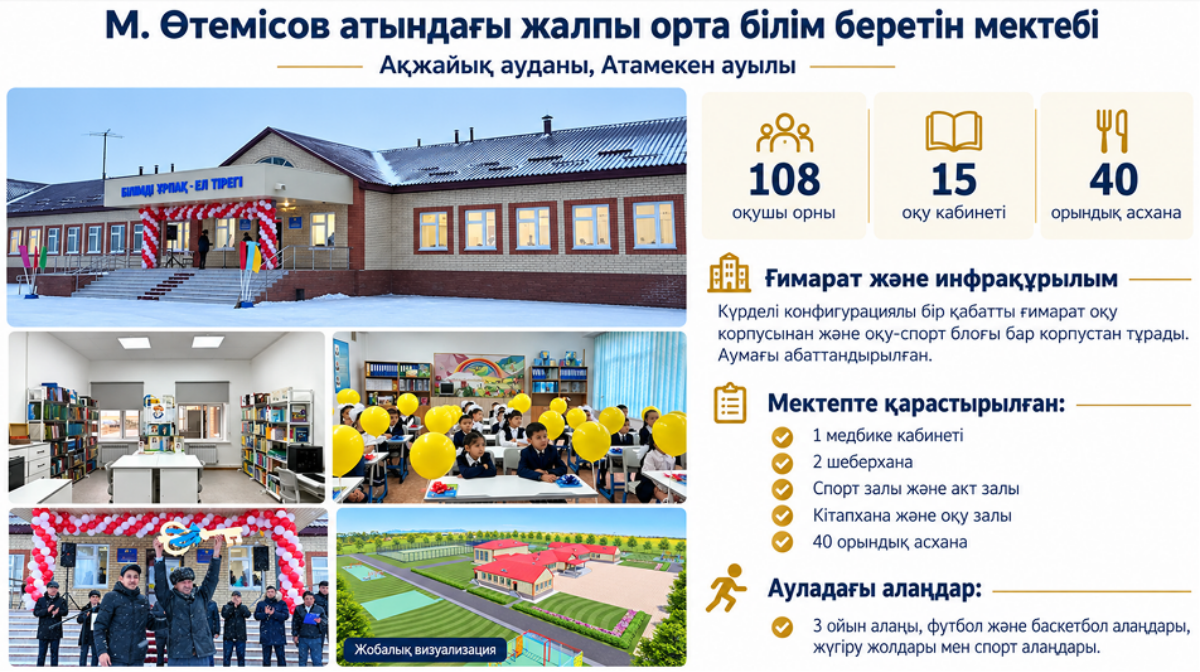 М. Өтемісов атындағы жалпы орта білім беретін мектебі
Ақжайық ауданы, Атамекен ауылы
БІЛІМДІ ҰРПАҚ - ЕЛ ТІРЕГІ
108
оқушы орны
15
оқу кабинеті
40
орындық асхана
Ғимарат және инфрақұрылым
Күрделі конфигурациялы бір қабатты ғимарат оқу
корпусынан және оқу-спорт блоғы бар корпустан тұрады.
Аумағы абаттандырылған.
Мектепте қарастырылған:
1 медбике кабинеті
2 шеберхана
Спорт залы және акт залы
Кітапхана және оқу залы
40 орындық асхана
Ауладағы алаңдар:
3 ойын алаңы, футбол және баскетбол алаңдары,
жүгіру жолдары мен спорт алаңдары.
Жобалық визуализация